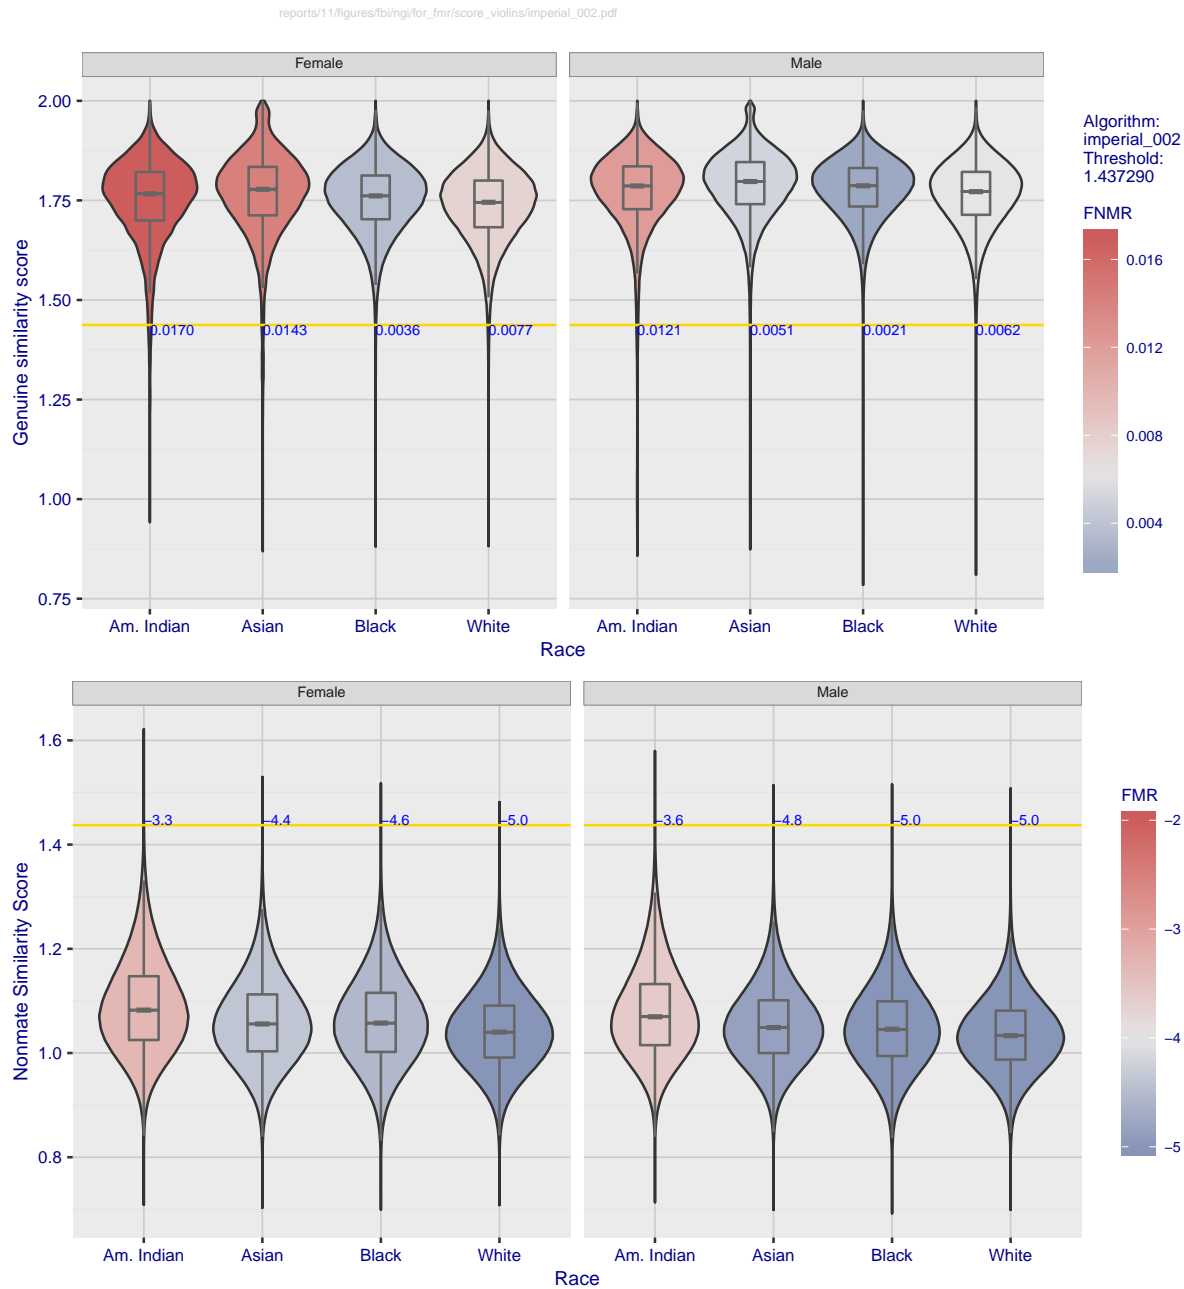 reports/11/figures/fbi/ngi/for_fmr/score_violins/imperial_002.pdf
Female
Male
2.00
1.75
1.50
1.25
1.00
0.75
Genuine similarity score
0.0170
0.0143
0.0036
0.0077
0.0121
0.0051
0.0021
0.0062
Am. Indian
Asian
Black
White
Am. Indian
Asian
Black
White
Race
Algorithm:
imperial_002
Threshold:
1.437290
FNMR
0.016
0.012
0.008
0.004
Female
Male
1.6
1.4
1.2
1.0
0.8
Nonmate Similarity Score
−3.3
−4.4
−4.6
−5.0
−3.6
−4.8
−5.0
−5.0
Am. Indian
Asian
Black
White
Am. Indian
Asian
Black
White
Race
FMR
−2
−3
−4
−5